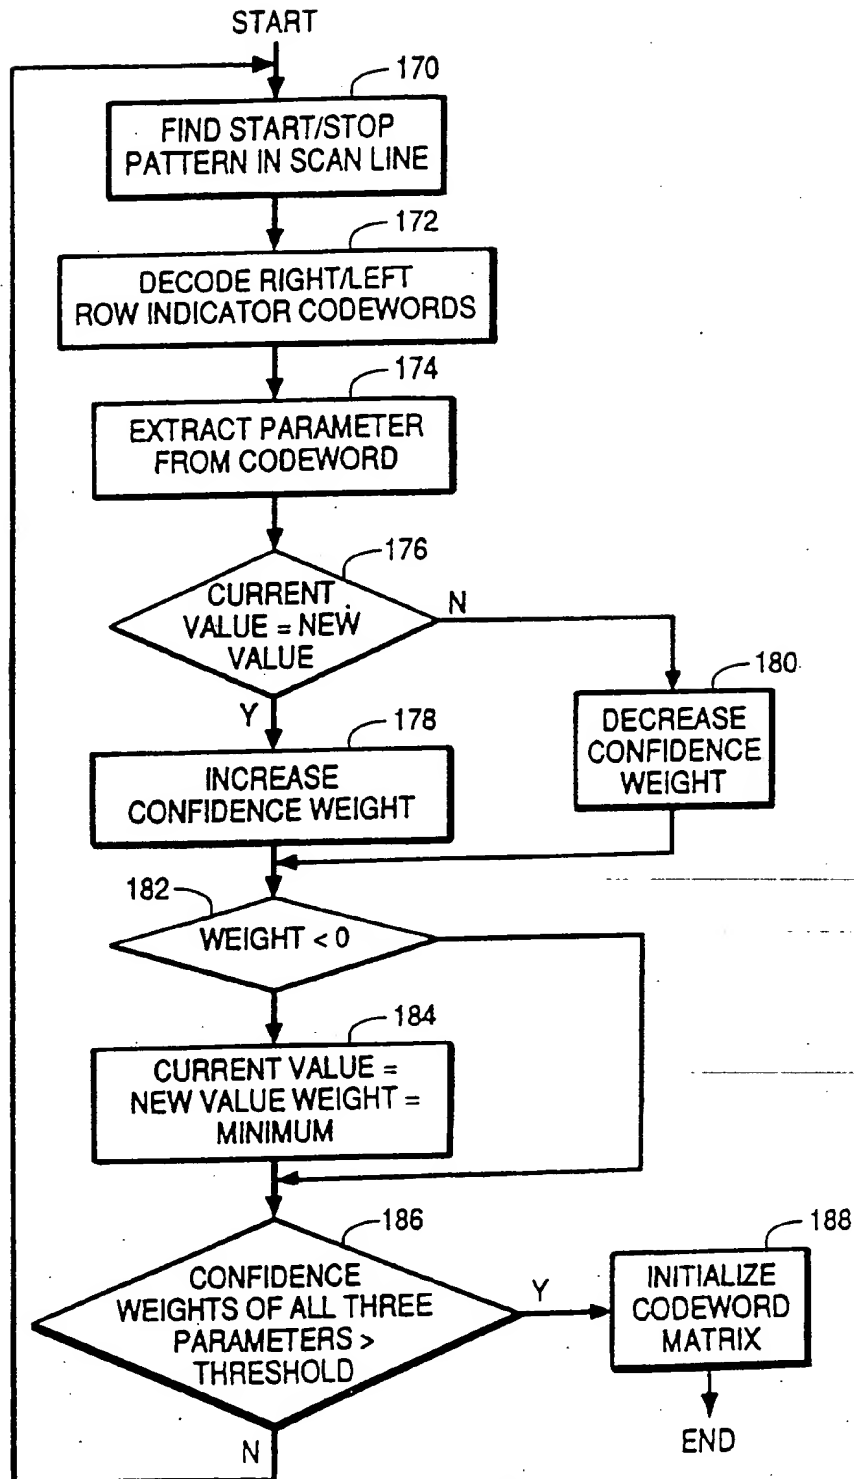 START
170
FIND START/STOP
PATTERN IN SCAN LINE
172
DECODE RIGHT/LEFT
ROW INDICATOR CODEWORDS
174
EXTRACT PARAMETER
FROM CODEWORD
176
CURRENT
VALUE = NEW
VALUE
N
Y
180
DECREASE
CONFIDENCE
WEIGHT
178
INCREASE
CONFIDENCE WEIGHT
182
WEIGHT < 0
184
CURRENT VALUE =
NEW VALUE WEIGHT =
MINIMUM
186
CONFIDENCE
WEIGHTS OF ALL THREE
PARAMETERS >
THRESHOLD
Y
N
188
INITIALIZE
CODEWORD
MATRIX
END